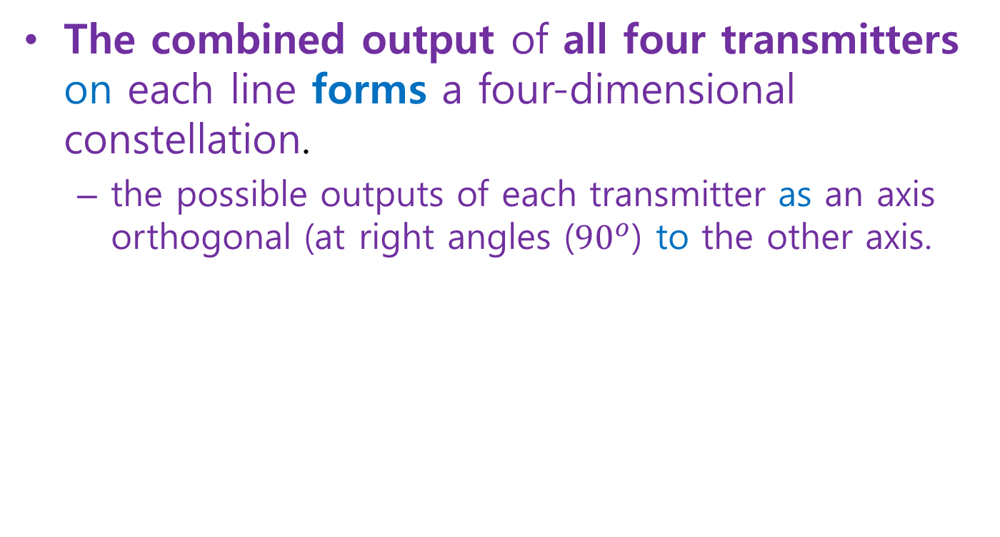 • The combined output of all four transmitters
on each line forms a four-dimensional
constellation.
– the possible outputs of each transmitter as an axis
orthogonal (at right angles (90ᵒ) to the other axis.